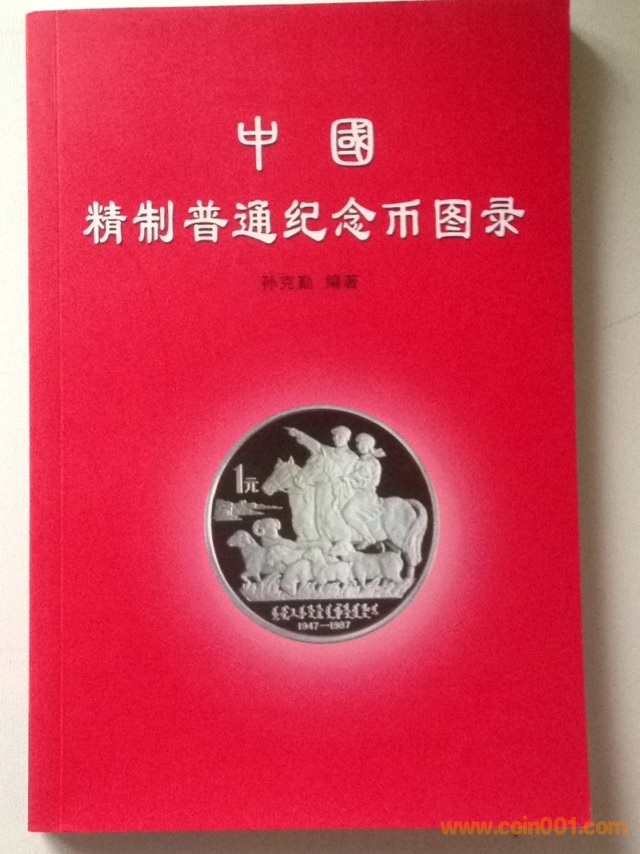 中國
精制普通纪念币图录
孙克勤 编著
1元
1947—1987
www.coin001.com